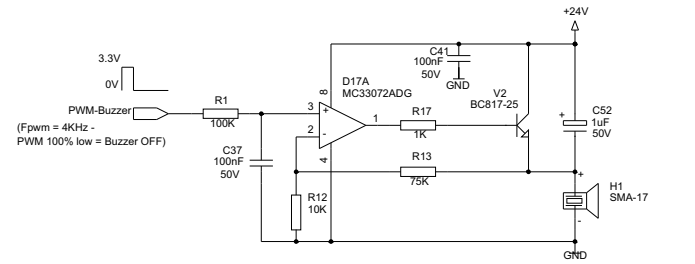 +24V
3.3V
0V
C41
100nF
50V
GND
D17A
MC33072ADG
8
V2
BC817-25
PWM-Buzzer
R1
100K
3
+
2
-
1
4
R17
1K
+
C52
1uF
50V
(Fpwm = 4KHz -
PWM 100% low = Buzzer OFF)
C37
100nF
50V
R13
75K
R12
10K
+
H1
SMA-17
-
GND